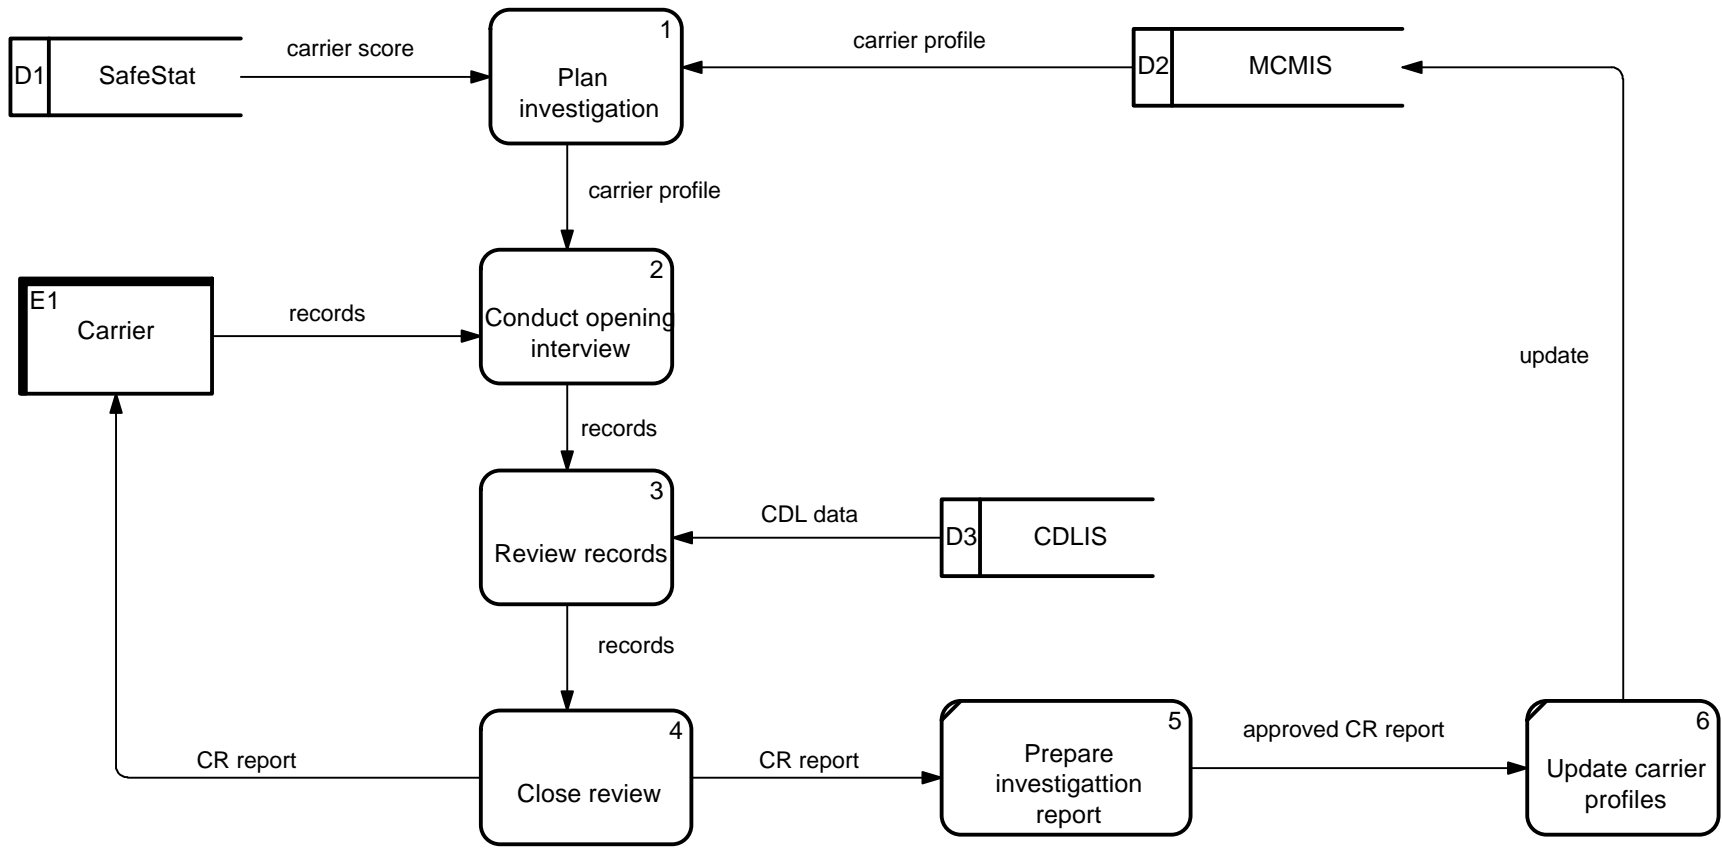 D1
SafeStat
carrier score
1
Plan
investigation
carrier profile
D2
MCMIS
carrier profile
E1
Carrier
records
2
Conduct opening
interview
update
records
3
Review records
CDL data
D3
CDLIS
records
4
Close review
CR report
CR report
5
Prepare
investigattion
report
approved CR report
6
Update carrier
profiles